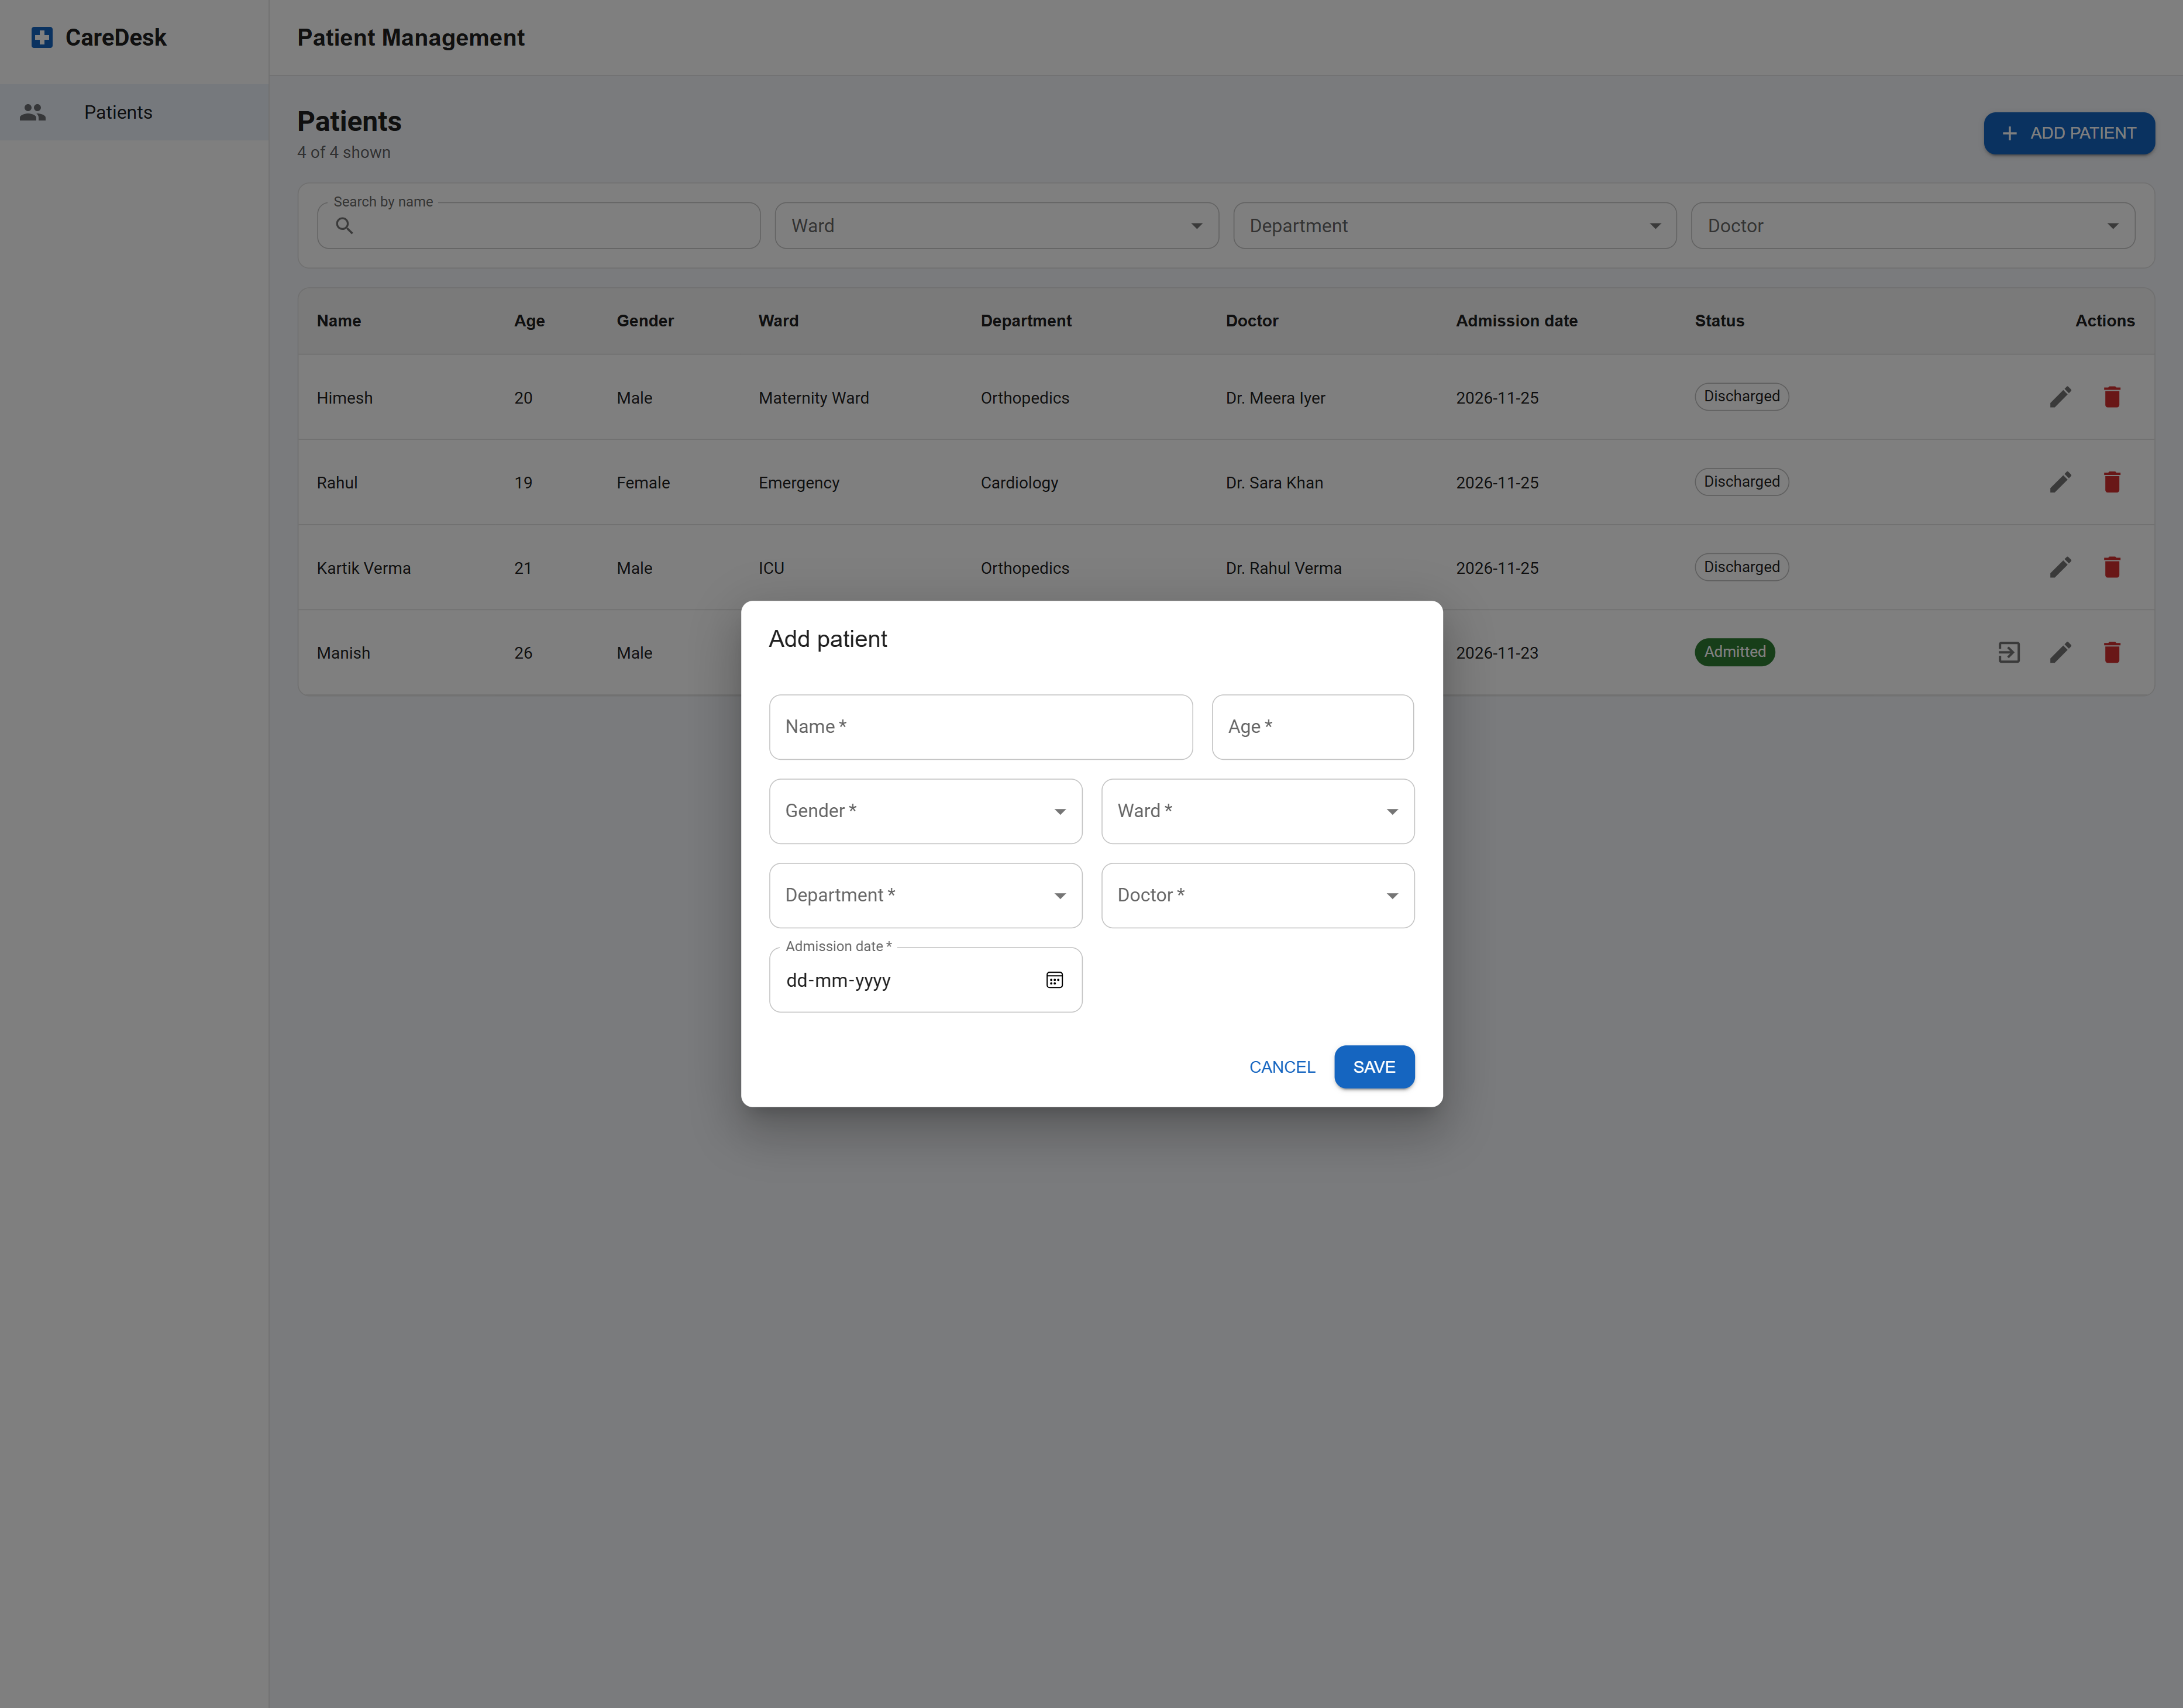 CareDesk
Patient Management
Patients
Patients
4 of 4 shown
ADD PATIENT
Search by name
Ward
Department
Doctor
Name Age Gender Ward Department Doctor Admission date Status Actions
Himesh 20 Male Maternity Ward Orthopedics Dr. Meera Iyer 2026-11-25 Discharged
Rahul 19 Female Emergency Cardiology Dr. Sara Khan 2026-11-25 Discharged
Kartik Verma 21 Male ICU Orthopedics Dr. Rahul Verma 2026-11-25 Discharged
Manish 26 Male 2026-11-23 Admitted
Add patient
Name *
Age *
Gender *
Ward *
Department *
Doctor *
Admission date *
dd-mm-yyyy
CANCEL
SAVE